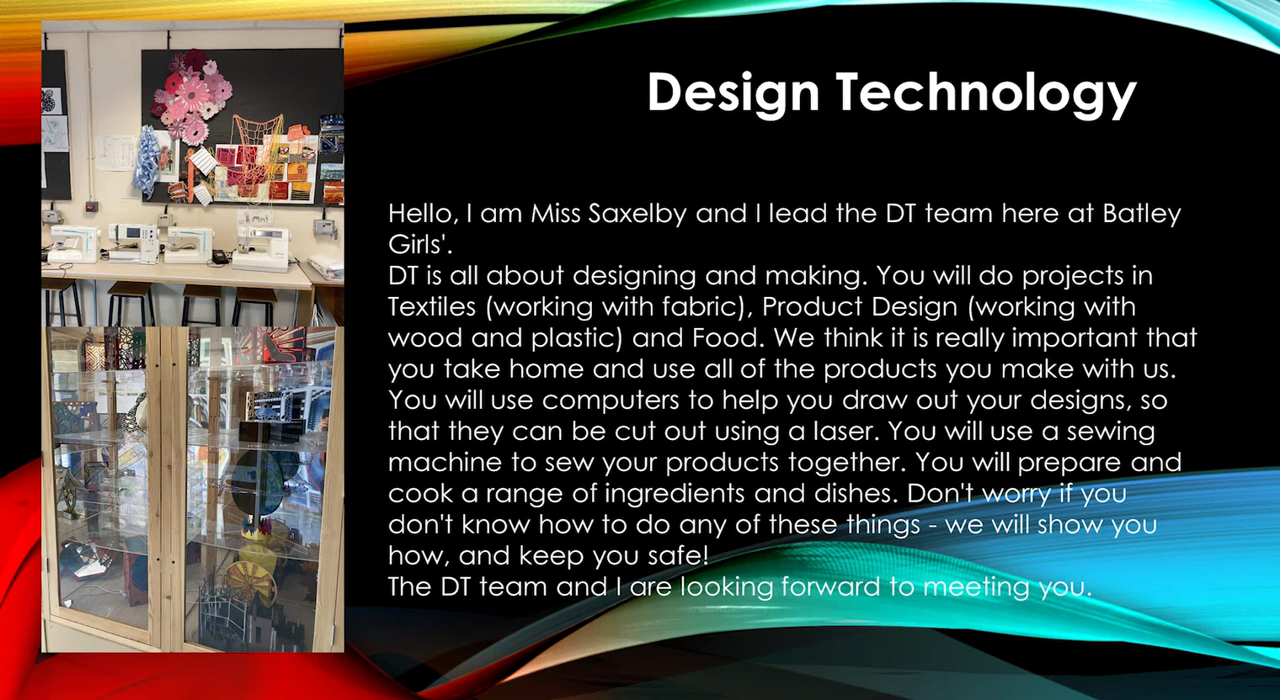 Design Technology
Hello, I am Miss Saxelby and I lead the DT team here at Batley
Girls'.
DT is all about designing and making. You will do projects in
Textiles (working with fabric), Product Design (working with
wood and plastic) and Food. We think it is really important that
you take home and use all of the products you make with us.
You will use computers to help you draw out your designs, so
that they can be cut out using a laser. You will use a sewing
machine to sew your products together. You will prepare and
cook a range of ingredients and dishes. Don't worry if you
don't know how to do any of these things - we will show you
how, and keep you safe!
The DT team and I are looking forward to meeting you.